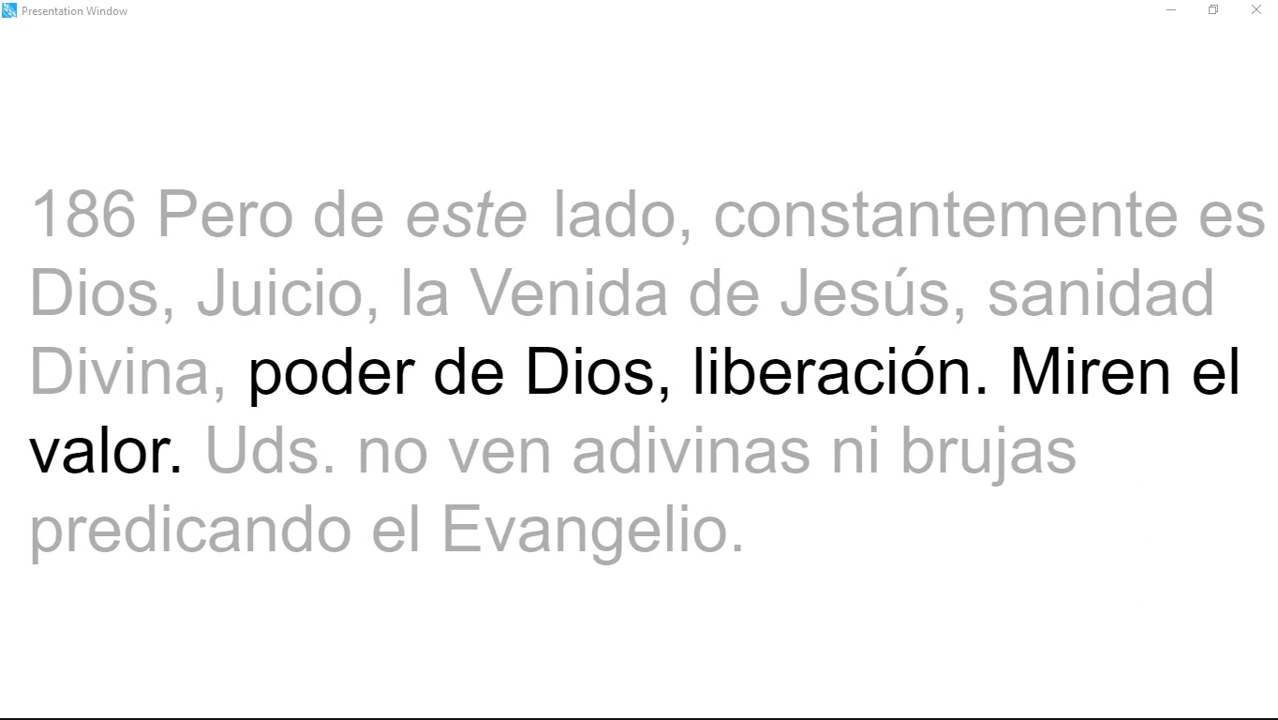 Presentation Window
186 Pero de este lado, constantemente es
Dios, Juicio, la Venida de Jesús, sanidad
Divina, poder de Dios, liberación. Miren el
valor. Uds. no ven adivinas ni brujas
predicando el Evangelio.